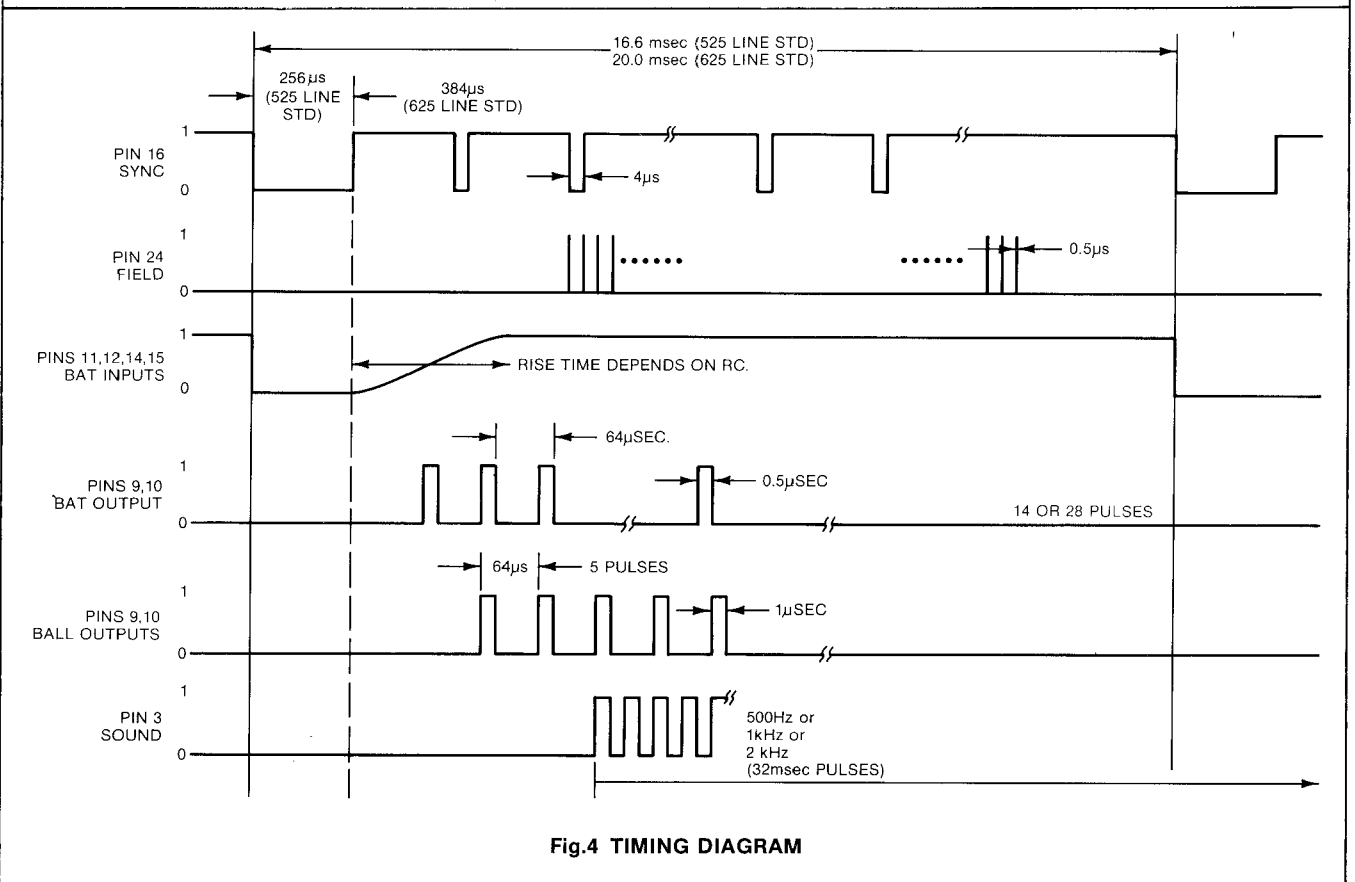 16.6 msec (525 LINE STD)
20.0 msec (625 LINE STD)
256µs
(525 LINE
STD)
384µs
(625 LINE STD)
1
PIN 16
SYNC
0
4µs
1
PIN 24
FIELD
0
0.5µs
1
PINS 11,12,14,15
BAT INPUTS
0
RISE TIME DEPENDS ON RC.
64µSEC.
1
PINS 9,10
BAT OUTPUT
0
0.5µSEC
14 OR 28 PULSES
64µs
5 PULSES
1
PINS 9,10
BALL OUTPUTS
0
1µSEC
1
PIN 3
SOUND
0
500Hz or
1kHz or
2 kHz
(32msec PULSES)
Fig.4 TIMING DIAGRAM